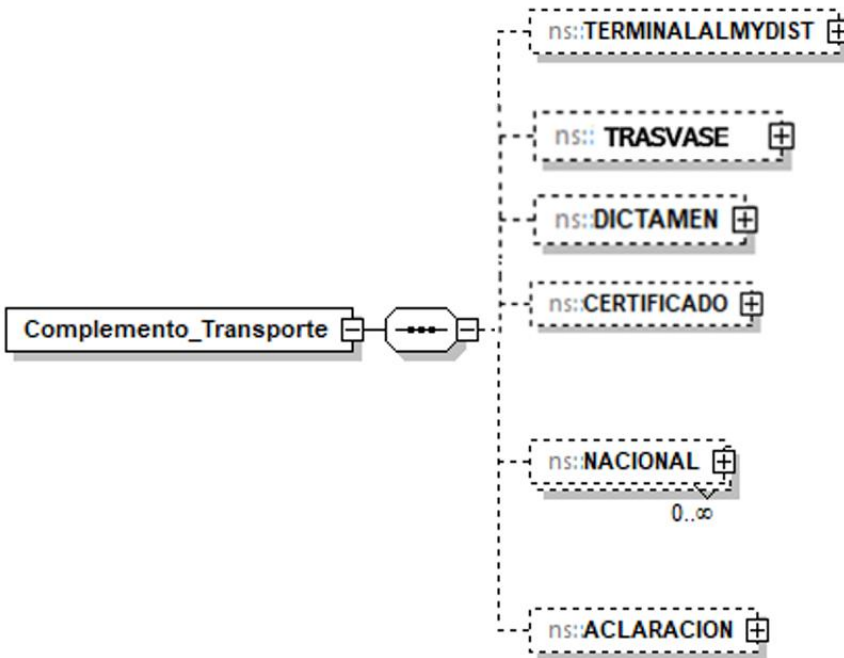 ns::TERMINALALMYDIST
ns:: TRASVASE
ns::DICTAMEN
ns::CERTIFICADO
Complemento_Transporte
ns::NACIONAL
0..∞
ns::ACLARACION